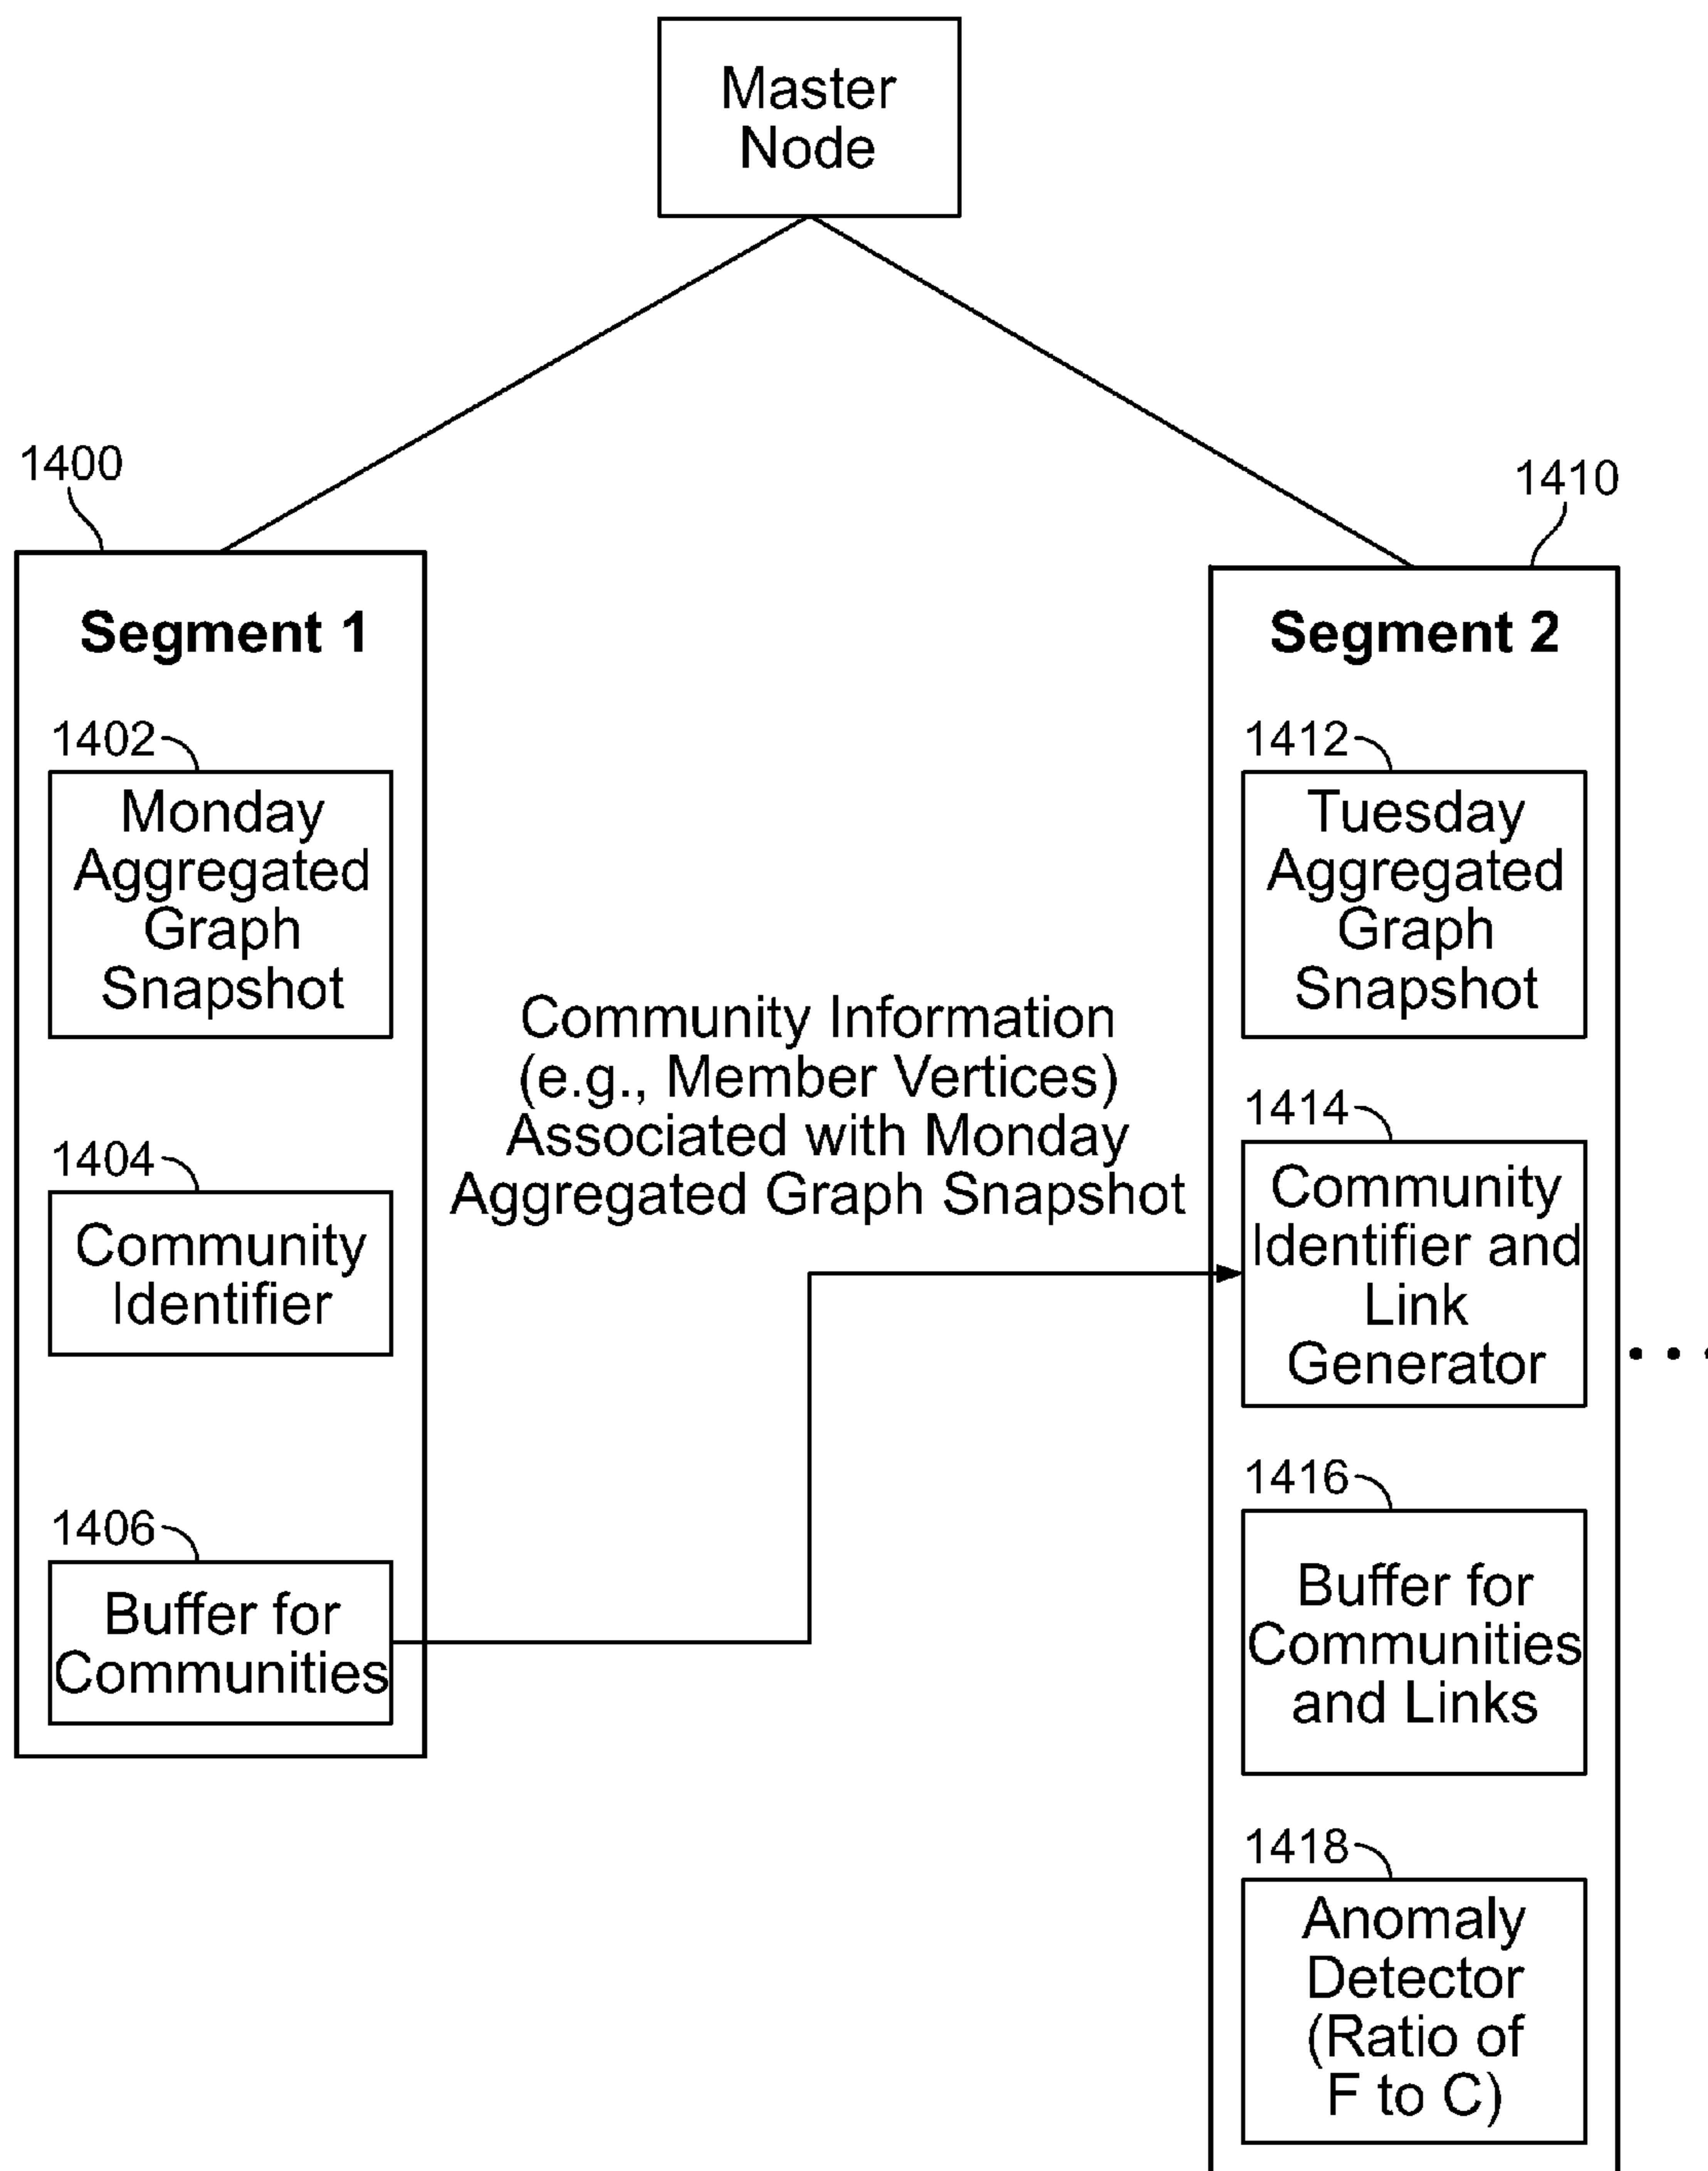 Master
Node
1400
Segment 1
1402
Monday
Aggregated
Graph
Snapshot
1404
Community
Identifier
1406
Buffer for
Communities
Community Information
(e.g., Member Vertices)
Associated with Monday
Aggregated Graph Snapshot
1410
Segment 2
1412
Tuesday
Aggregated
Graph
Snapshot
1414
Community
Identifier and
Link
Generator
1416
Buffer for
Communities
and Links
1418
Anomaly
Detector
(Ratio of
F to C)